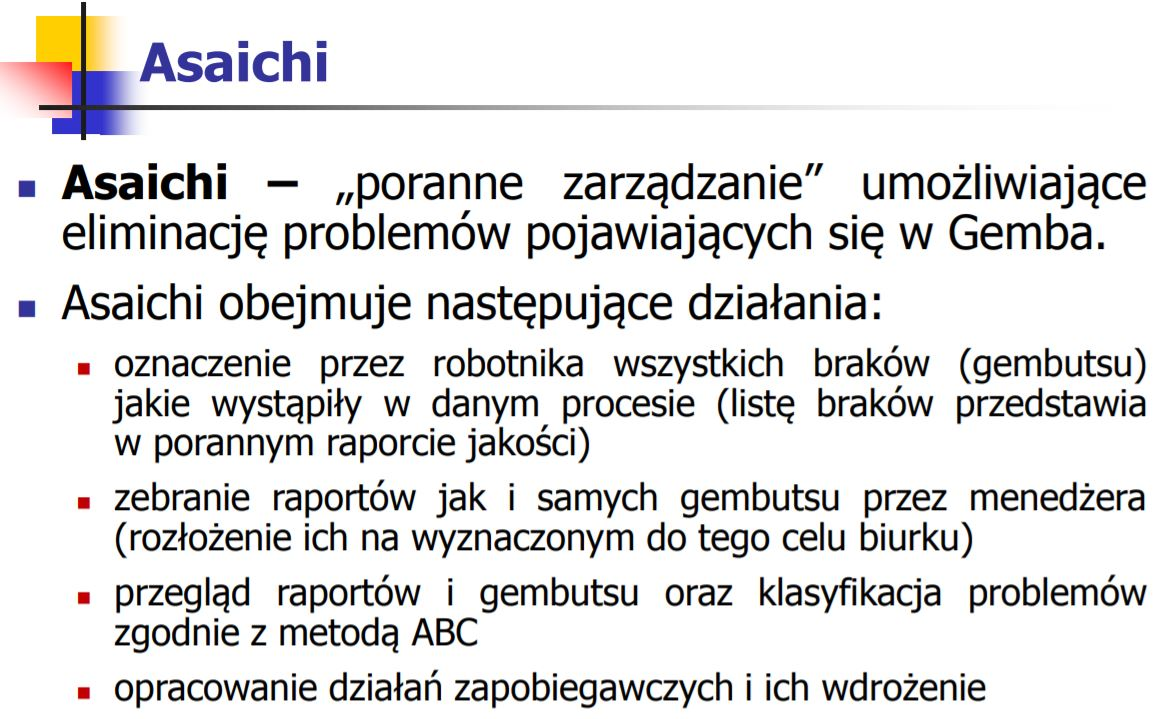 Asaichi
Asaichi – „poranne zarządzanie” umożliwiające
eliminację problemów pojawiających się w Gemba.
Asaichi obejmuje następujące działania:
oznaczenie przez robotnika wszystkich braków (gembutsu)
jakie wystąpiły w danym procesie (listę braków przedstawia
w porannym raporcie jakości)
zebranie raportów jak i samych gembutsu przez menedżera
(rozłożenie ich na wyznaczonym do tego celu biurku)
przegląd raportów i gembutsu oraz klasyfikacja problemów
zgodnie z metodą ABC
opracowanie działań zapobiegawczych i ich wdrożenie